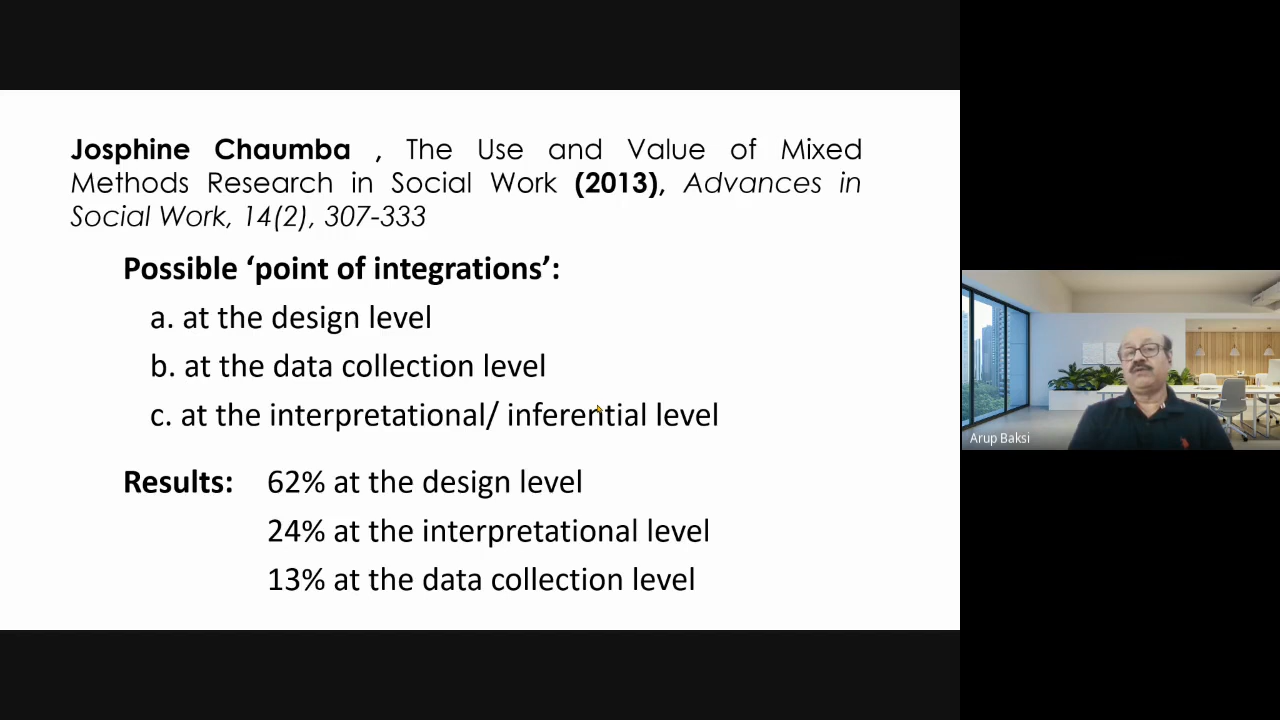 Josphine Chaumba , The Use and Value of Mixed
Methods Research in Social Work (2013), Advances in
Social Work, 14(2), 307-333
Possible ‘point of integrations’:
a. at the design level
b. at the data collection level
c. at the interpretational/ inferential level
Results: 62% at the design level
24% at the interpretational level
13% at the data collection level
Arup Baksi